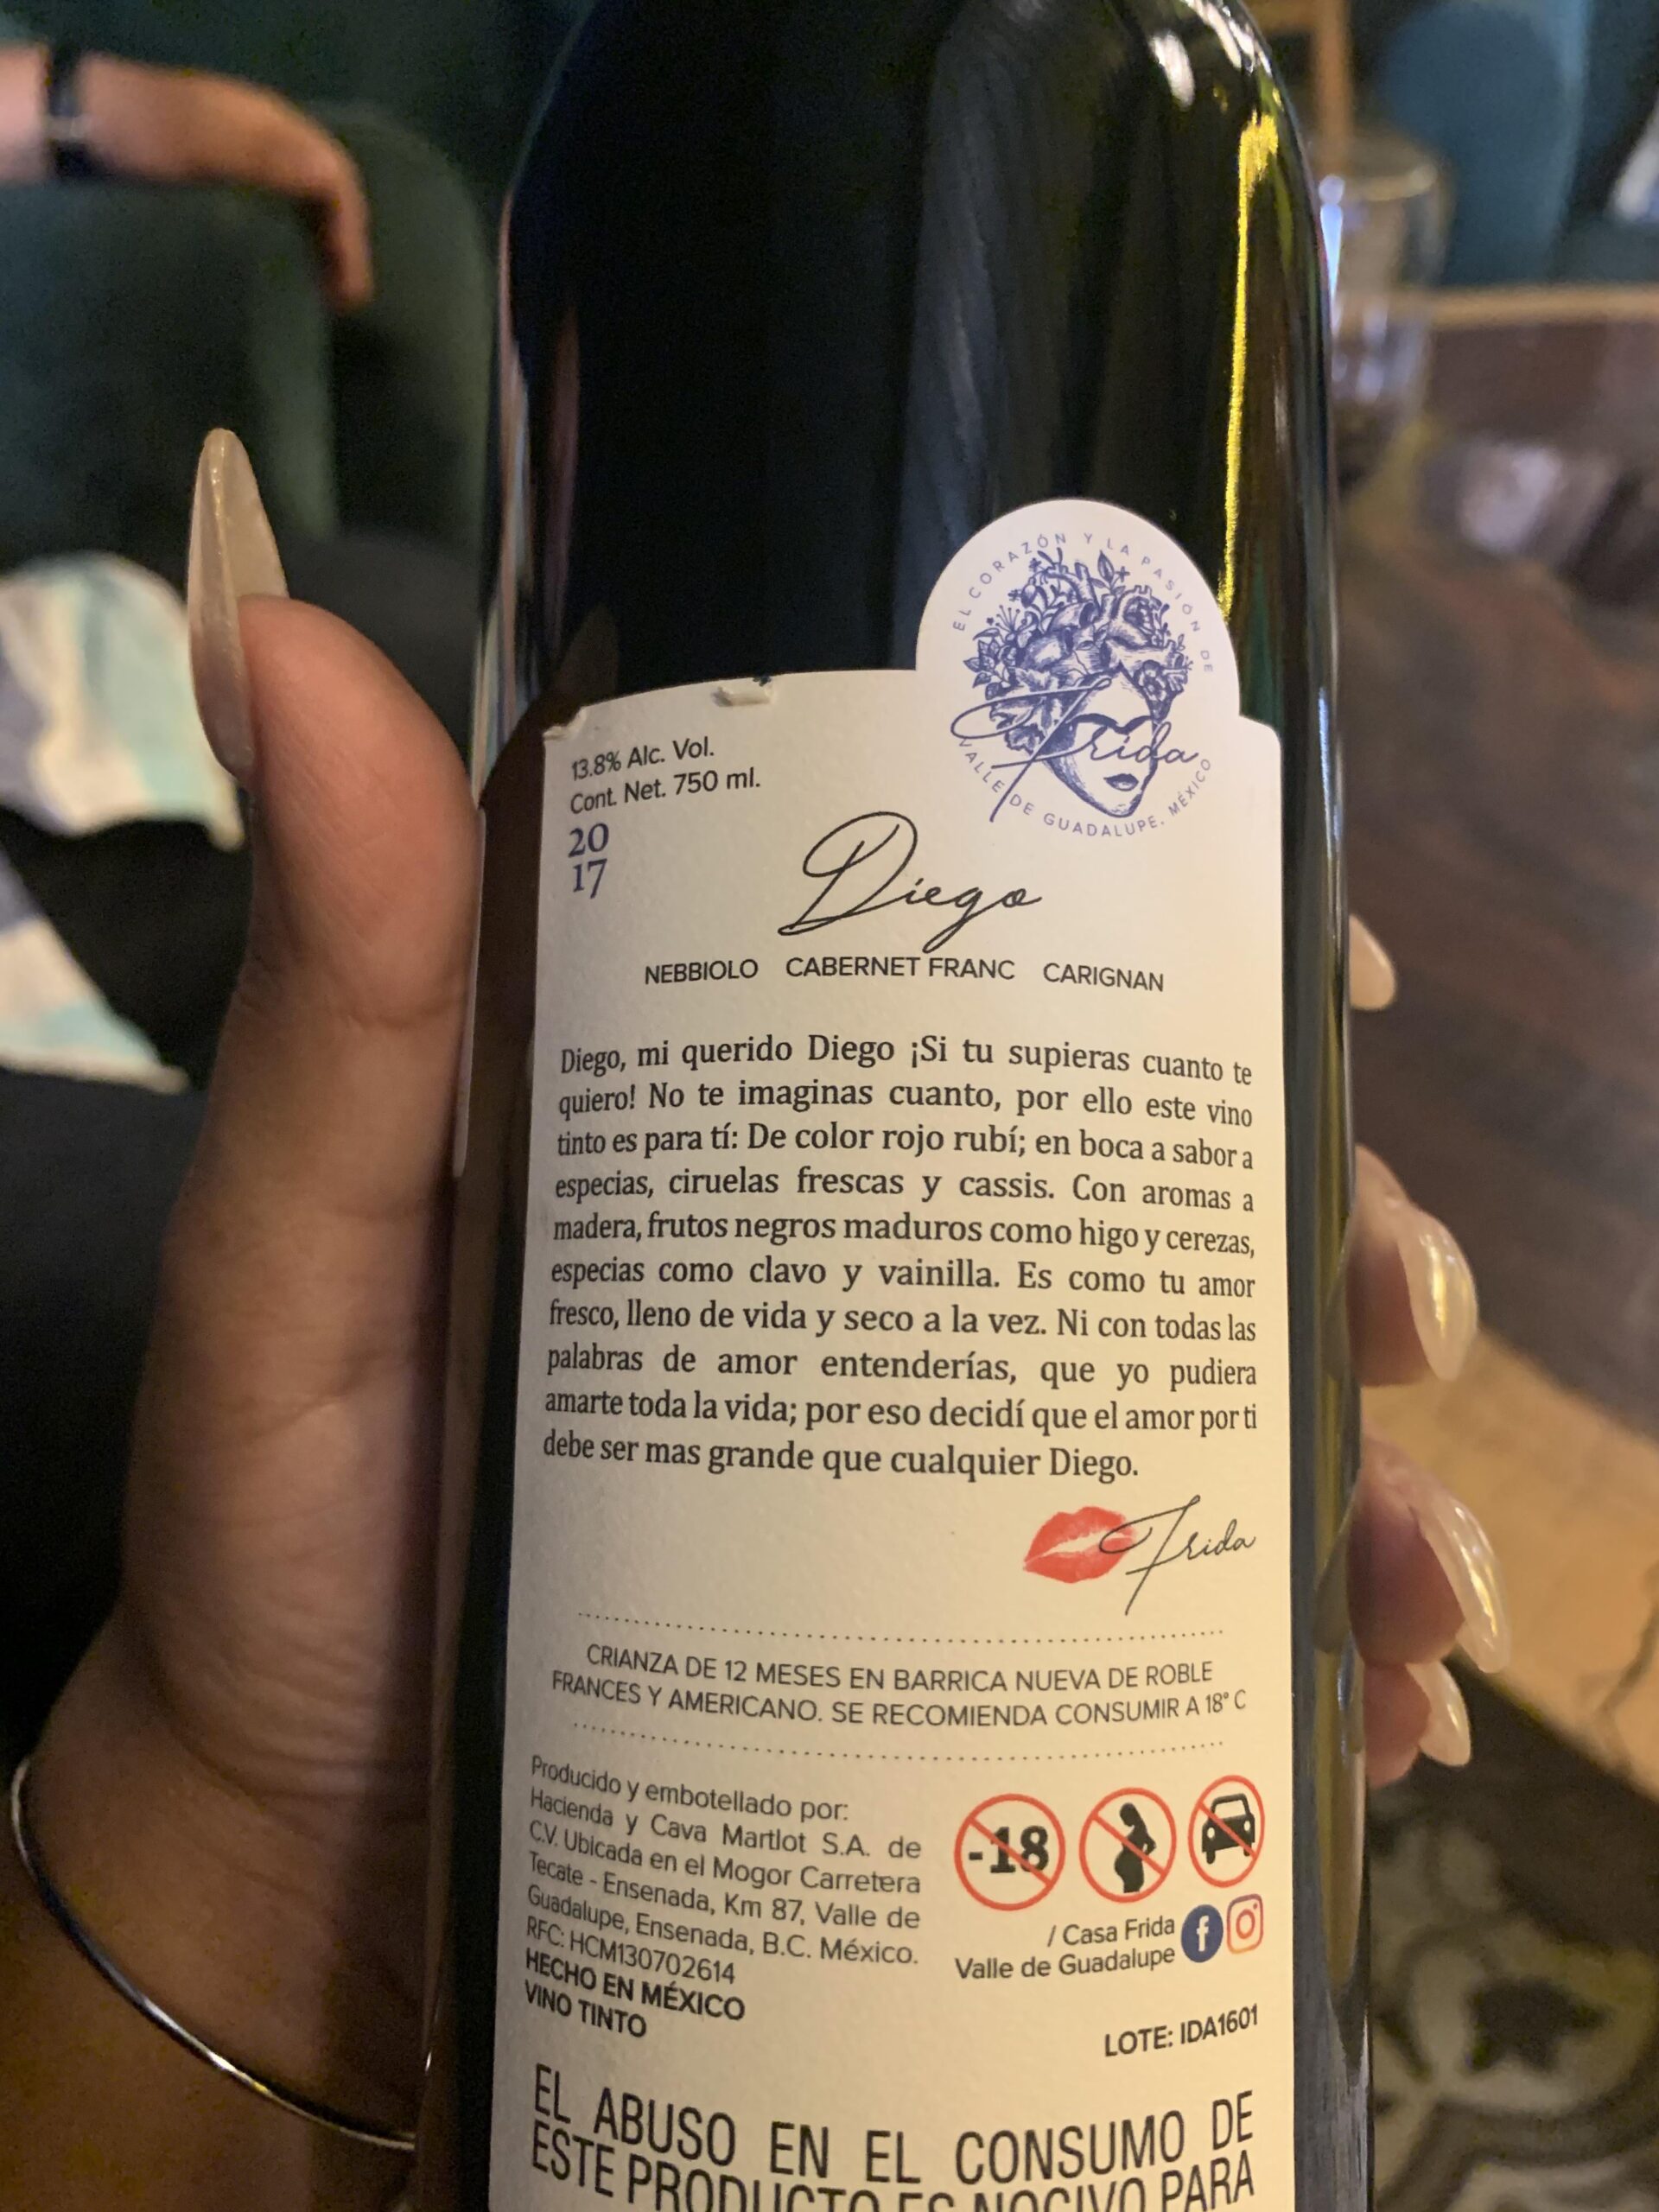 EL CORAZÓN Y LA PASIÓN DE
Frida
VALLE DE GUADALUPE, MÉXICO
13.8% Alc. Vol.
Cont. Net. 750 ml.
20
17
Diego
NEBBIOLO CABERNET FRANC CARIGNAN
Diego, mi querido Diego ¡Si tu supieras cuanto te
quiero! No te imaginas cuanto, por ello este vino
tinto es para tí: De color rojo rubí; en boca a sabor a
especias, ciruelas frescas y cassis. Con aromas a
madera, frutos negros maduros como higo y cerezas,
especias como clavo y vainilla. Es como tu amor
fresco, lleno de vida y seco a la vez. Ni con todas las
palabras de amor entenderías, que yo pudiera
amarte toda la vida; por eso decidí que el amor por ti
debe ser mas grande que cualquier Diego.
Frida
CRIANZA DE 12 MESES EN BARRICA NUEVA DE ROBLE
FRANCES Y AMERICANO. SE RECOMIENDA CONSUMIR A 18° C
Producido y embotellado por:
Hacienda y Cava Martlot S.A. de
C.V. Ubicada en el Mogor Carretera
Tecate - Ensenada, Km 87, Valle de
Guadalupe, Ensenada, B.C. México.
RFC: HCM130702614
HECHO EN MÉXICO
VINO TINTO
-18
/ Casa Frida
Valle de Guadalupe
LOTE: IDA1601
EL ABUSO EN EL CONSUMO DE
ESTE PRODUCTO ES NOCIVO PARA